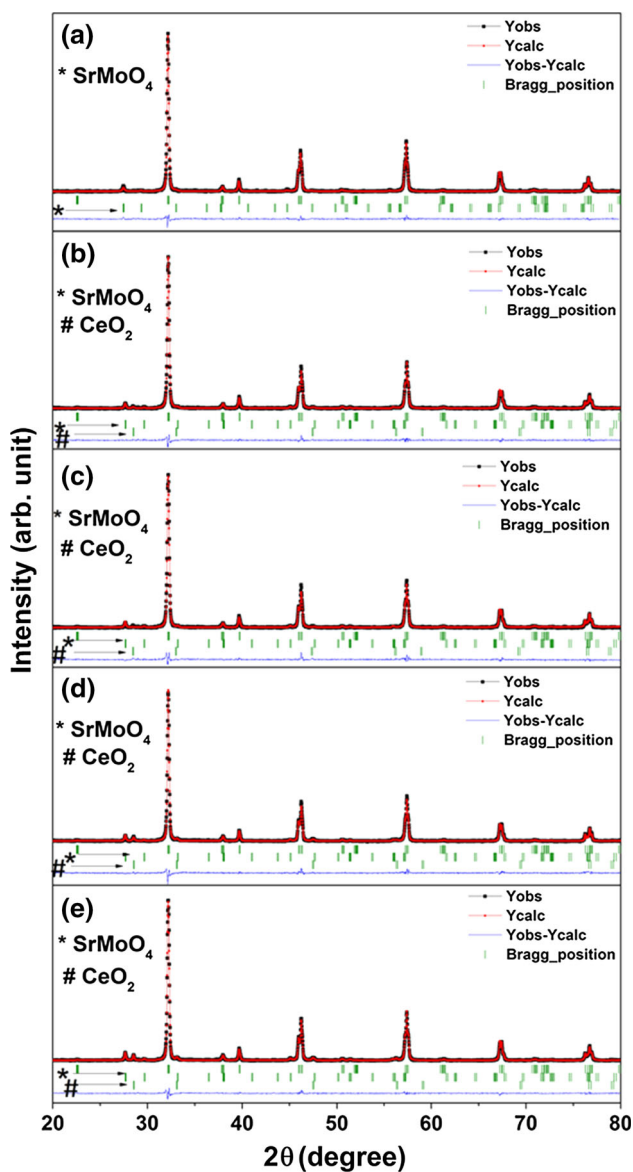 Intensity (arb. unit)
(a)
* SrMoO₄
Yobs
Ycalc
Yobs-Ycalc
Bragg_position
*
(b)
* SrMoO₄
# CeO₂
Yobs
Ycalc
Yobs-Ycalc
Bragg_position
*
#
(c)
* SrMoO₄
# CeO₂
Yobs
Ycalc
Yobs-Ycalc
Bragg_position
*
#
(d)
* SrMoO₄
# CeO₂
Yobs
Ycalc
Yobs-Ycalc
Bragg_position
*
#
(e)
* SrMoO₄
# CeO₂
Yobs
Ycalc
Yobs-Ycalc
Bragg_position
*
#
20 30 40 50 60 70 80
2θ (degree)